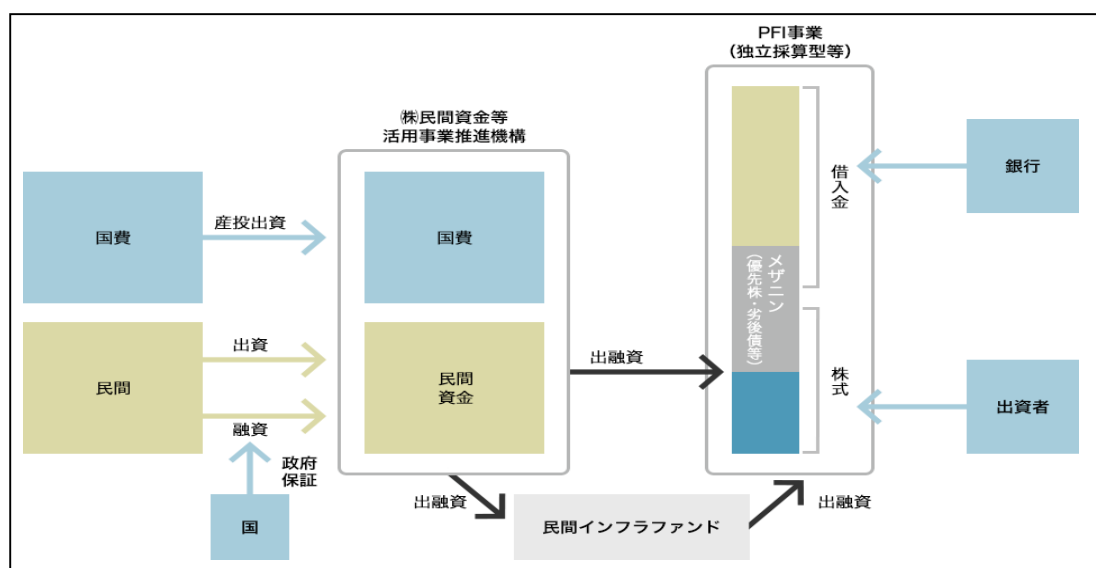 PFI事業
(独立採算型等)
㈱民間資金等
活用事業推進機構
国費
産投出資
国費
民間
出資
融資
政府
保証
国
民間
資金
出融資
出融資
民間インフラファンド
出融資
メザニン
(優先株・劣後債等)
借入金
株式
銀行
出資者